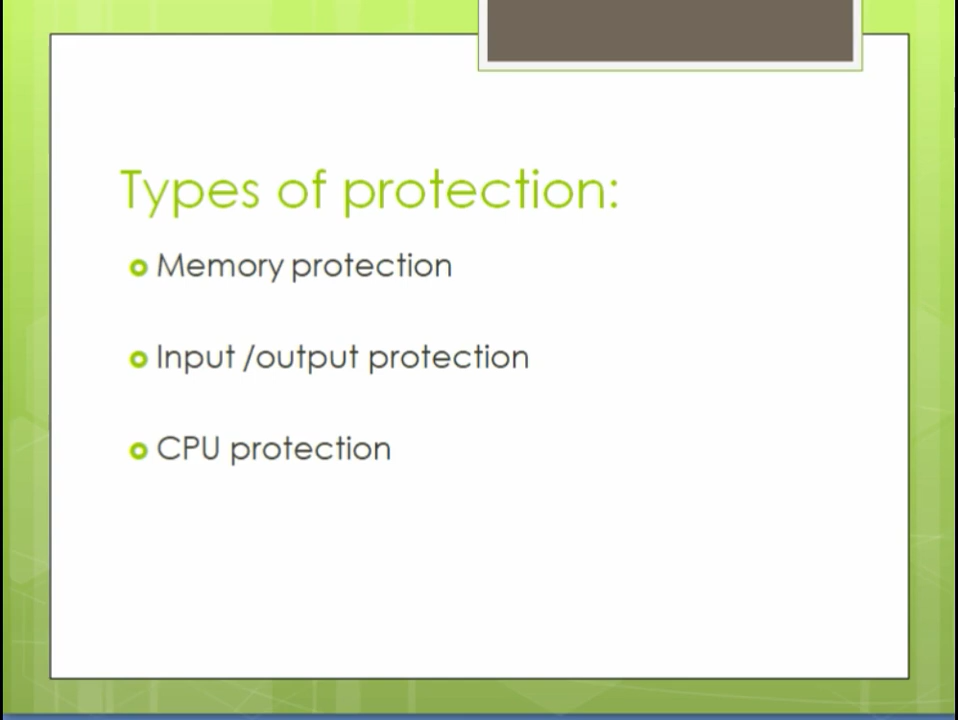 Types of protection:
Memory protection
Input /output protection
CPU protection